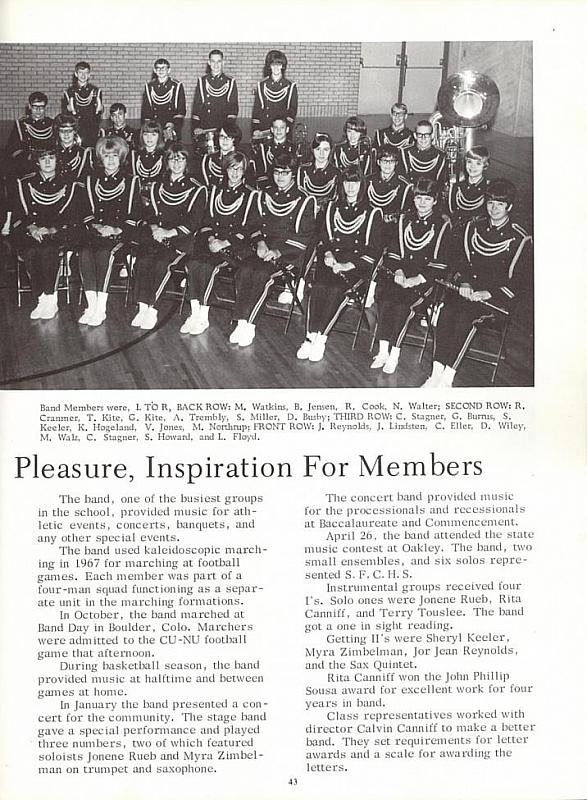 Band Members were, L TO R, BACK ROW: M. Watkins, B. Jensen, R. Cook, N. Walter; SECOND ROW: R.
Cranmer, T. Kite, G. Kite, A. Trembly, S. Miller, D. Busby; THIRD ROW: C. Stagner, G. Burns, S.
Keeler, K. Hogeland, V. Jones, M. Northrup; FRONT ROW: J. Reynolds, J. Lindsten, C. Eller, D. Wiley,
M. Walz, C. Stagner, S. Howard, and L. Floyd.
Pleasure, Inspiration For Members
The band, one of the busiest groups
in the school, provided music for ath-
letic events, concerts, banquets, and
any other special events.
The band used kaleidoscopic march-
ing in 1967 for marching at football
games. Each member was part of a
four-man squad functioning as a separ-
ate unit in the marching formations.
In October, the band marched at
Band Day in Boulder, Colo. Marchers
were admitted to the CU-NU football
game that afternoon.
During basketball season, the band
provided music at halftime and between
games at home.
In January the band presented a con-
cert for the community. The stage band
gave a special performance and played
three numbers, two of which featured
soloists Jonene Rueb and Myra Zimbel-
man on trumpet and saxophone.
The concert band provided music
for the processionals and recessionals
at Baccalaureate and Commencement.
April 26, the band attended the state
music contest at Oakley. The band, two
small ensembles, and six solos repre-
sented S. F. C. H. S.
Instrumental groups received four
I's. Solo ones were Jonene Rueb, Rita
Canniff, and Terry Touslee. The band
got a one in sight reading.
Getting II's were Sheryl Keeler,
Myra Zimbelman, Jor Jean Reynolds,
and the Sax Quintet.
Rita Canniff won the John Phillip
Sousa award for excellent work for four
years in band.
Class representatives worked with
director Calvin Canniff to make a better
band. They set requirements for letter
awards and a scale for awarding the
letters.
43